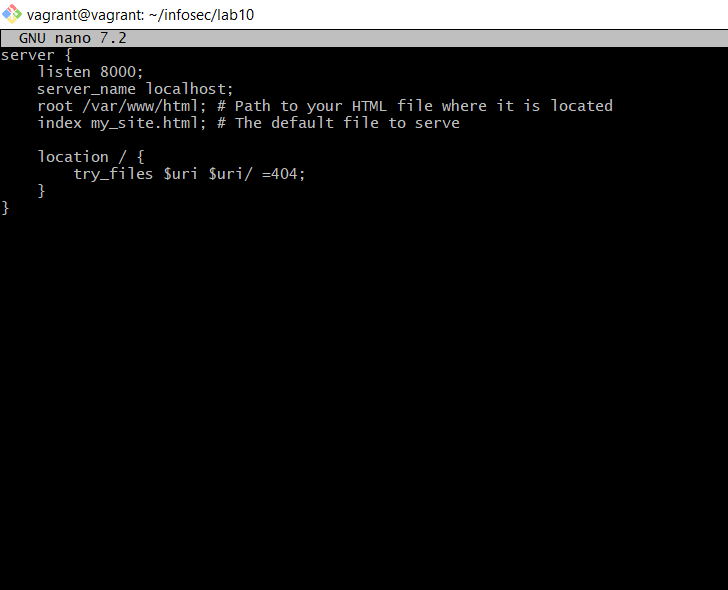 vagrant@vagrant: ~/infosec/lab10
GNU nano 7.2
server {
    listen 8000;
    server_name localhost;
    root /var/www/html; # Path to your HTML file where it is located
    index my_site.html; # The default file to serve

    location / {
        try_files $uri $uri/ =404;
    }
}